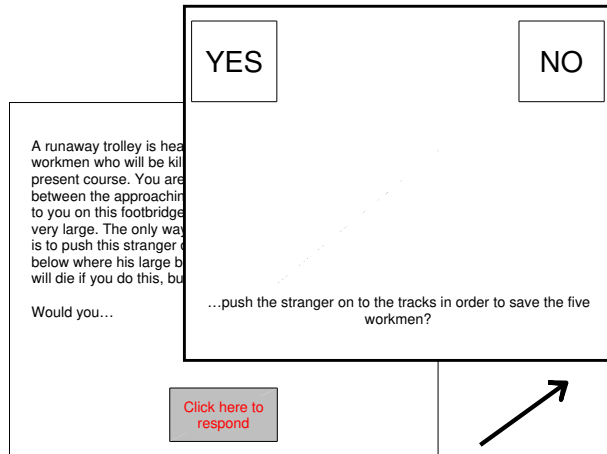 YES
NO
A runaway trolley is hea
workmen who will be kil
present course. You are
between the approachin
to you on this footbridge
very large. The only way
is to push this stranger
below where his large b
will die if you do this, bu
Would you…
…push the stranger on to the tracks in order to save the five
workmen?
Click here to
respond